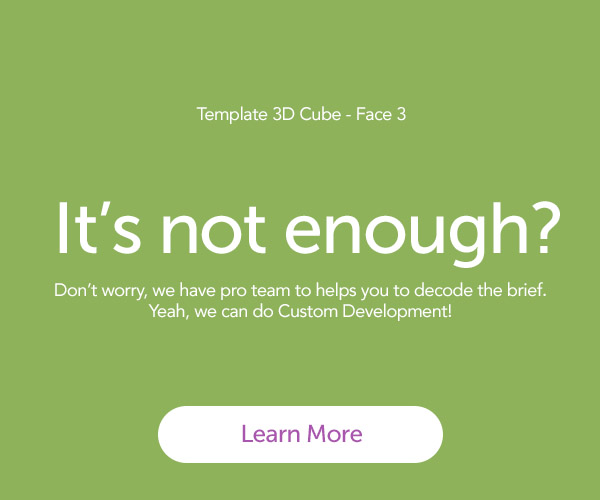 Template 3D Cube - Face 3
It’s not enough?
Don’t worry, we have pro team to helps you to decode the brief.
Yeah, we can do Custom Development!
Learn More